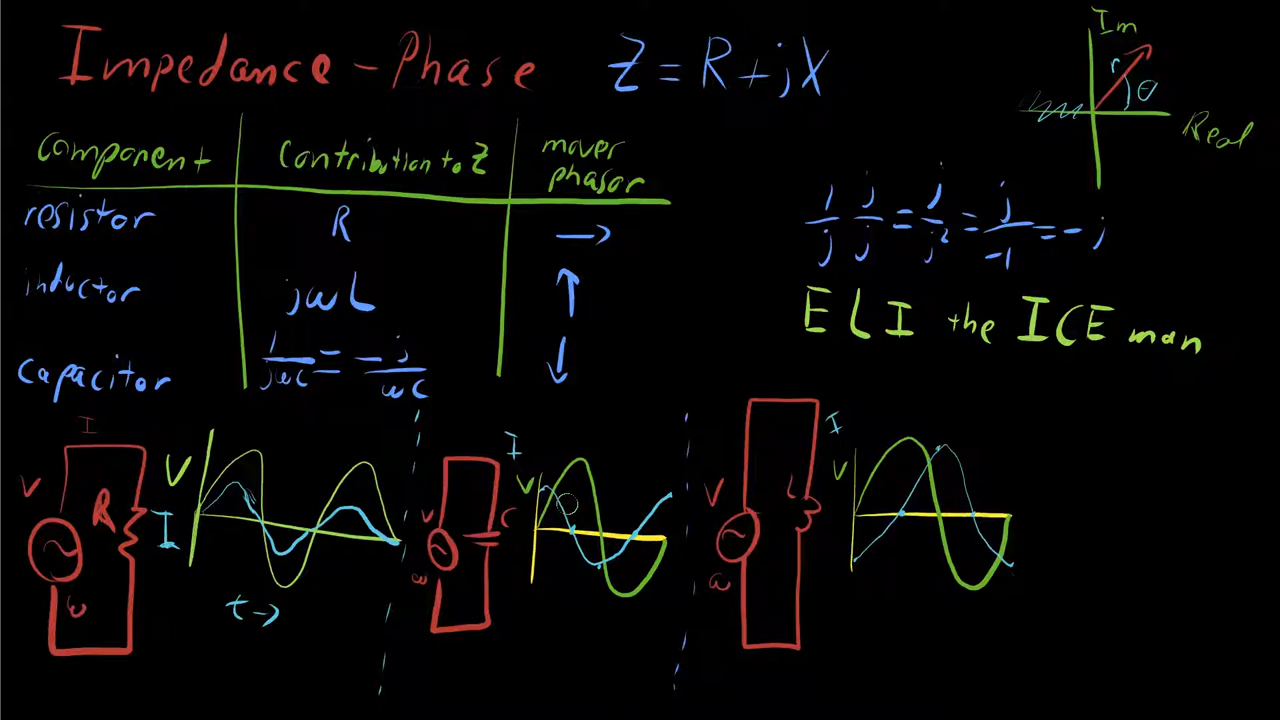 Impedance - Phase Z = R + jX
Im
r θ
Real
component contribution to Z mover phasor
resistor R →
inductor jωL ↑
capacitor 1/jωC = -j/ωC ↓
1/j j/j = j/j² = j/-1 = -j
ELI the ICE man
I
V R ω
V
I
t →
I
V
V C ω
I
V
V L ω